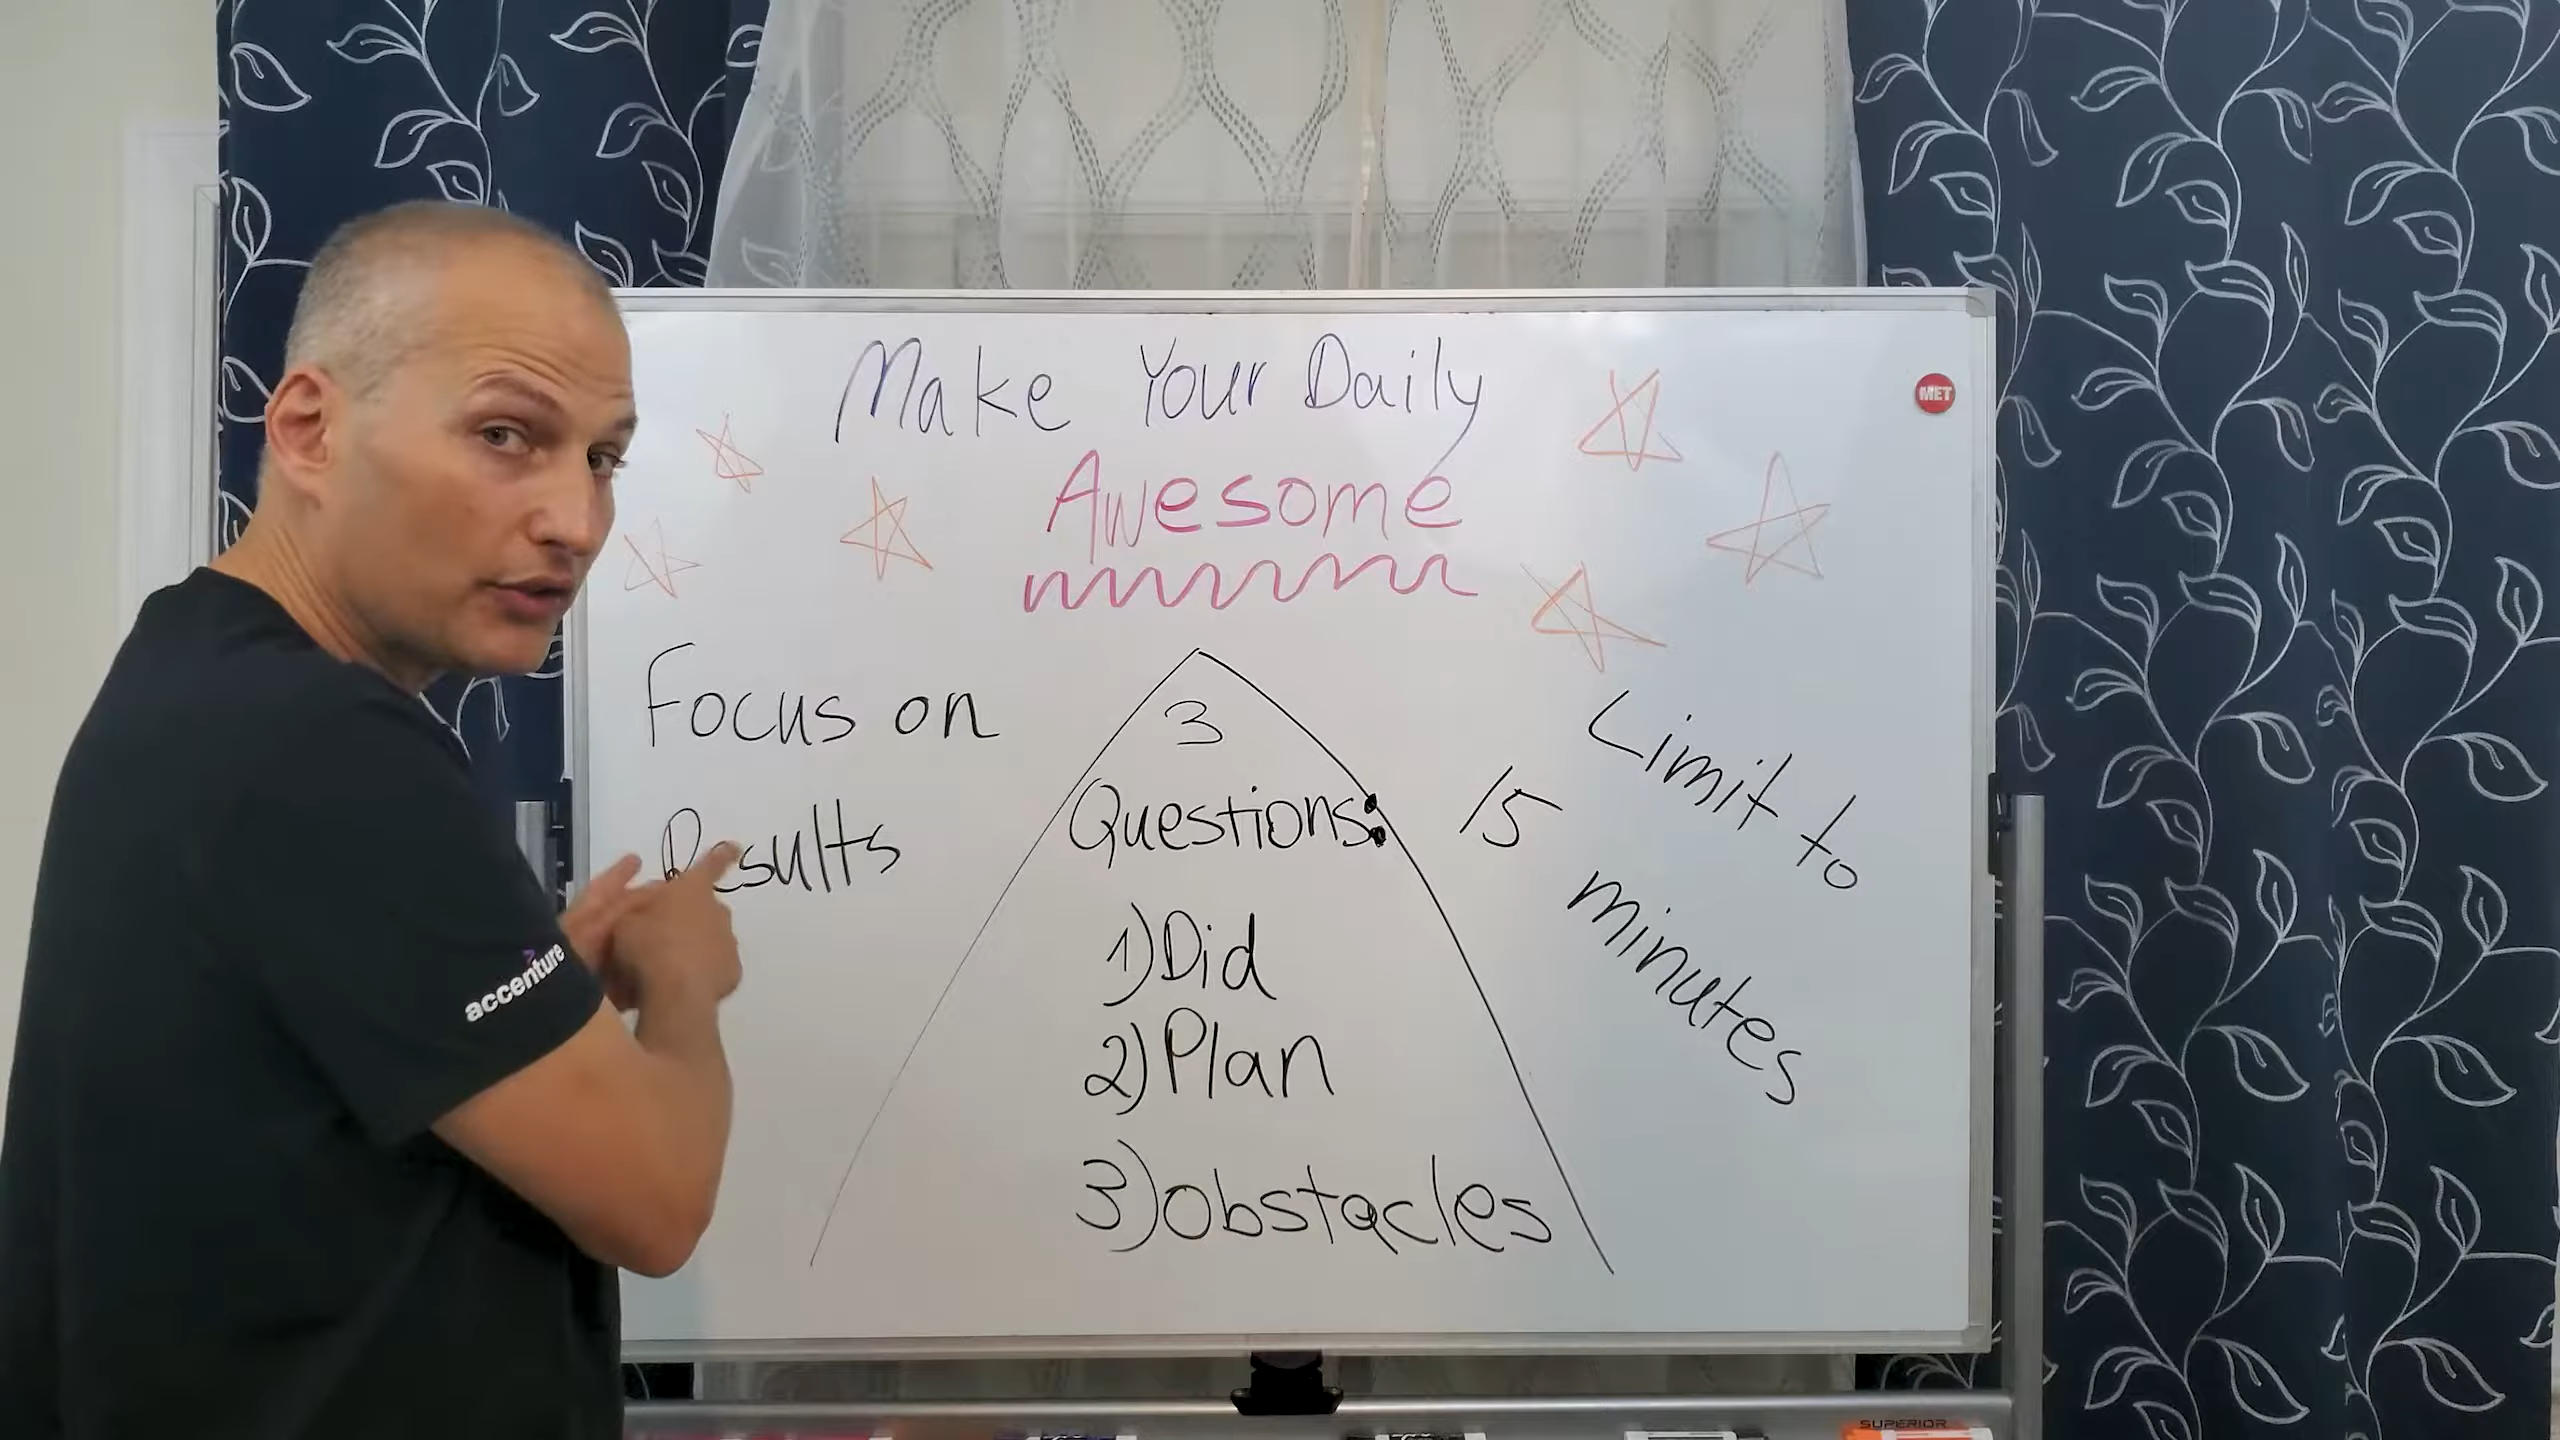 Make Your Daily
Awesome
MET
Focus on
Results
3
Questions:
1) Did
2) Plan
3) Obstacles
Limit to
15
minutes
accenture
SUPERIOR